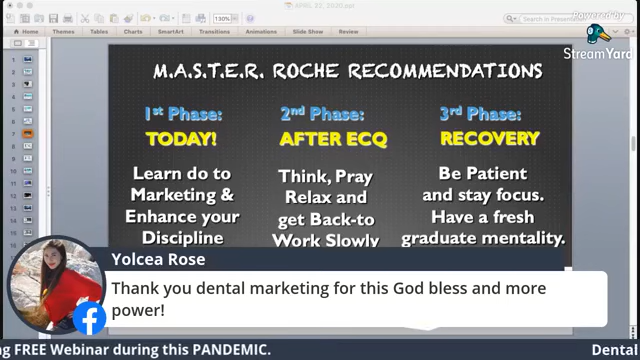 APRIL 22, 2020.ppt
Powered by
130%
Search in Presentation
StreamYard
Home Themes Tables Charts SmartArt Transitions Animations Slide Show Review
M.A.S.T.E.R. ROCHE RECOMMENDATIONS
1st Phase: 2nd Phase: 3rd Phase:
TODAY! AFTER ECQ RECOVERY
Learn do to Think, Pray Be Patient
Marketing & Relax and and stay focus.
Enhance your get Back-to Have a fresh
Discipline Work Slowly graduate mentality.
Yolcea Rose
Thank you dental marketing for this God bless and more
power!
ng FREE Webinar during this PANDEMIC. Dental